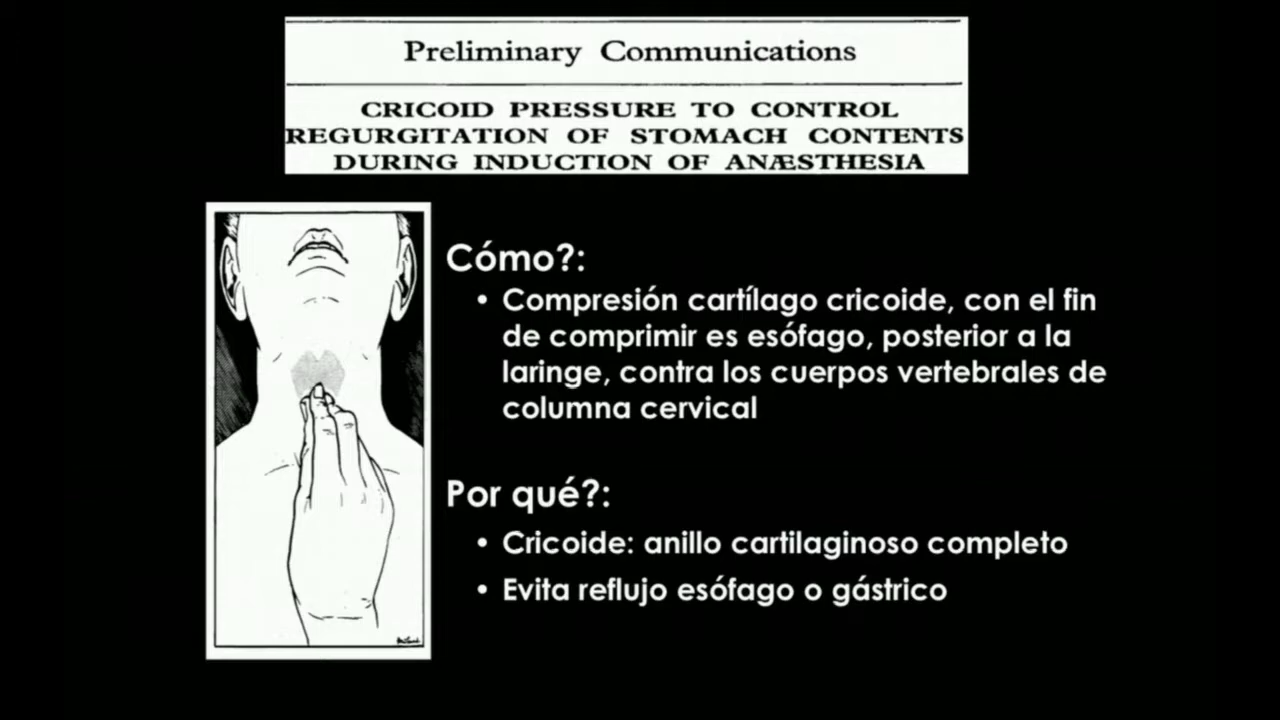 Preliminary Communications
CRICOID PRESSURE TO CONTROL
REGURGITATION OF STOMACH CONTENTS
DURING INDUCTION OF ANÆSTHESIA
Cómo?:
• Compresión cartílago cricoide, con el fin
de comprimir es esófago, posterior a la
laringe, contra los cuerpos vertebrales de
columna cervical
Por qué?:
• Cricoide: anillo cartilaginoso completo
• Evita reflujo esófago o gástrico